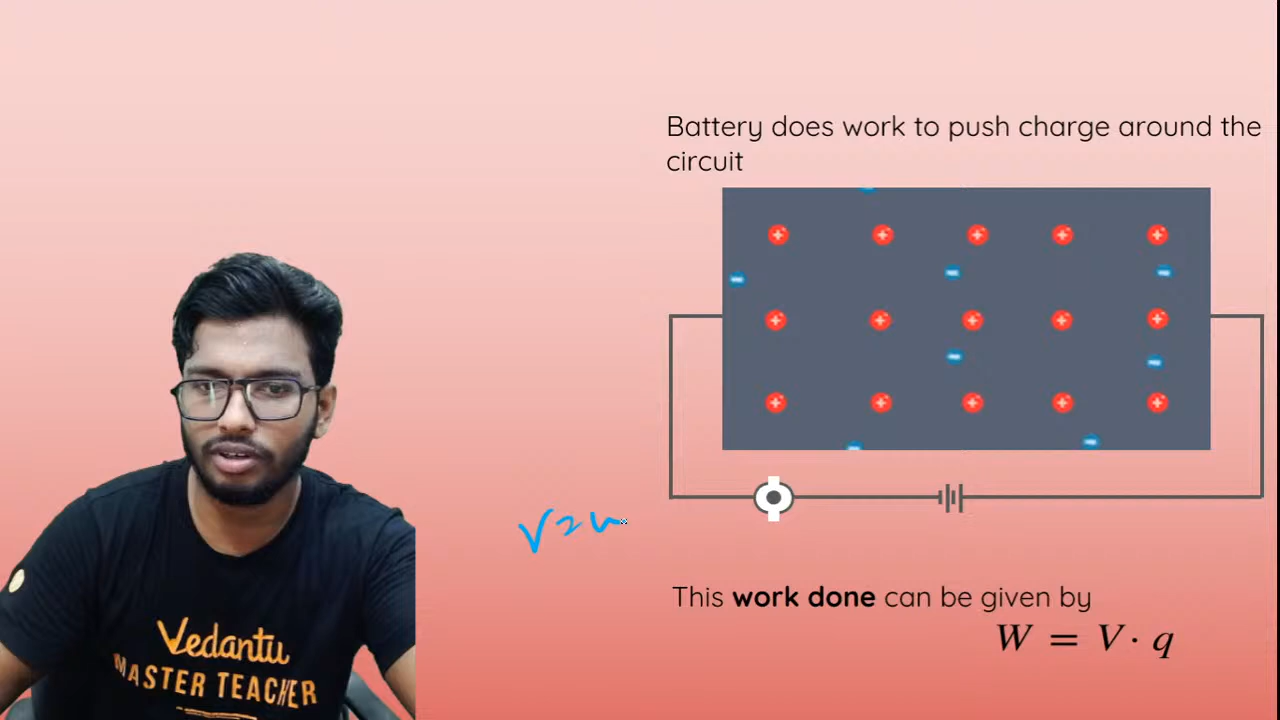 Battery does work to push charge around the
circuit
V = W
This work done can be given by
W = V · q
Vedantu
MASTER TEACHER